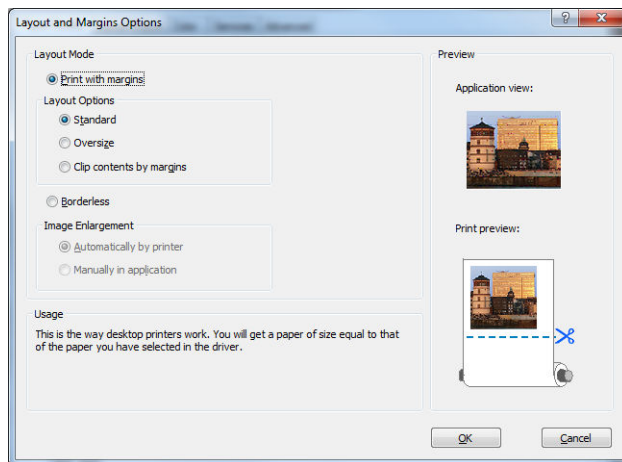 Layout and Margins Options
Layout Mode
Print with margins
Layout Options
Standard
Oversize
Clip contents by margins
Borderless
Image Enlargement
Automatically by printer
Manually in application
Usage
This is the way desktop printers work. You will get a paper of size equal to that
of the paper you have selected in the driver.
Preview
Application view:
Print preview:
OK
Cancel